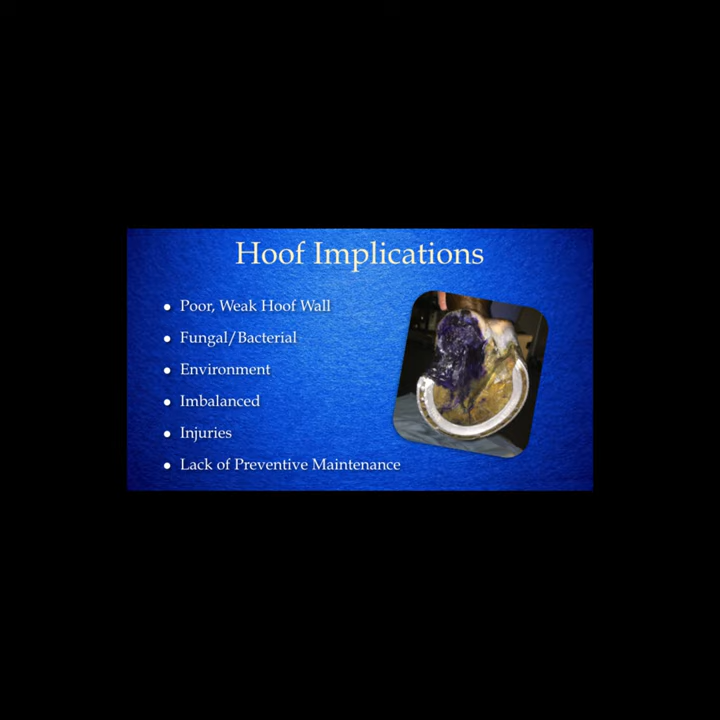 Hoof Implications
• Poor, Weak Hoof Wall
• Fungal/Bacterial
• Environment
• Imbalanced
• Injuries
• Lack of Preventive Maintenance